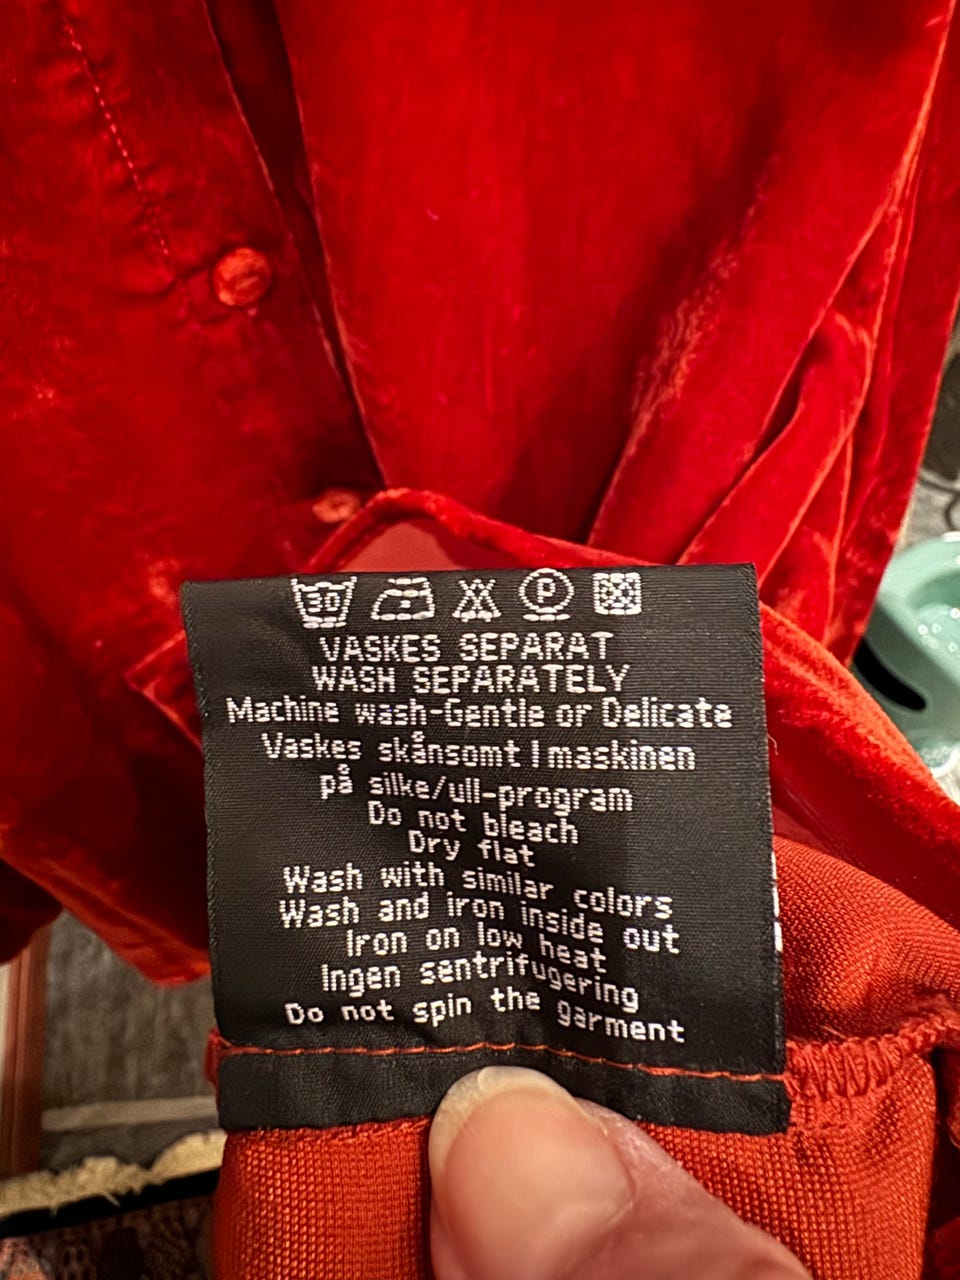 30 P
VASKES SEPARAT
WASH SEPARATELY
Machine wash-Gentle or Delicate
Vaskes skånsomt I maskinen
på silke/ull-program
Do not bleach
Dry flat
Wash with similar colors
Wash and iron inside out
Iron on low heat
Ingen sentrifugering
Do not spin the garment